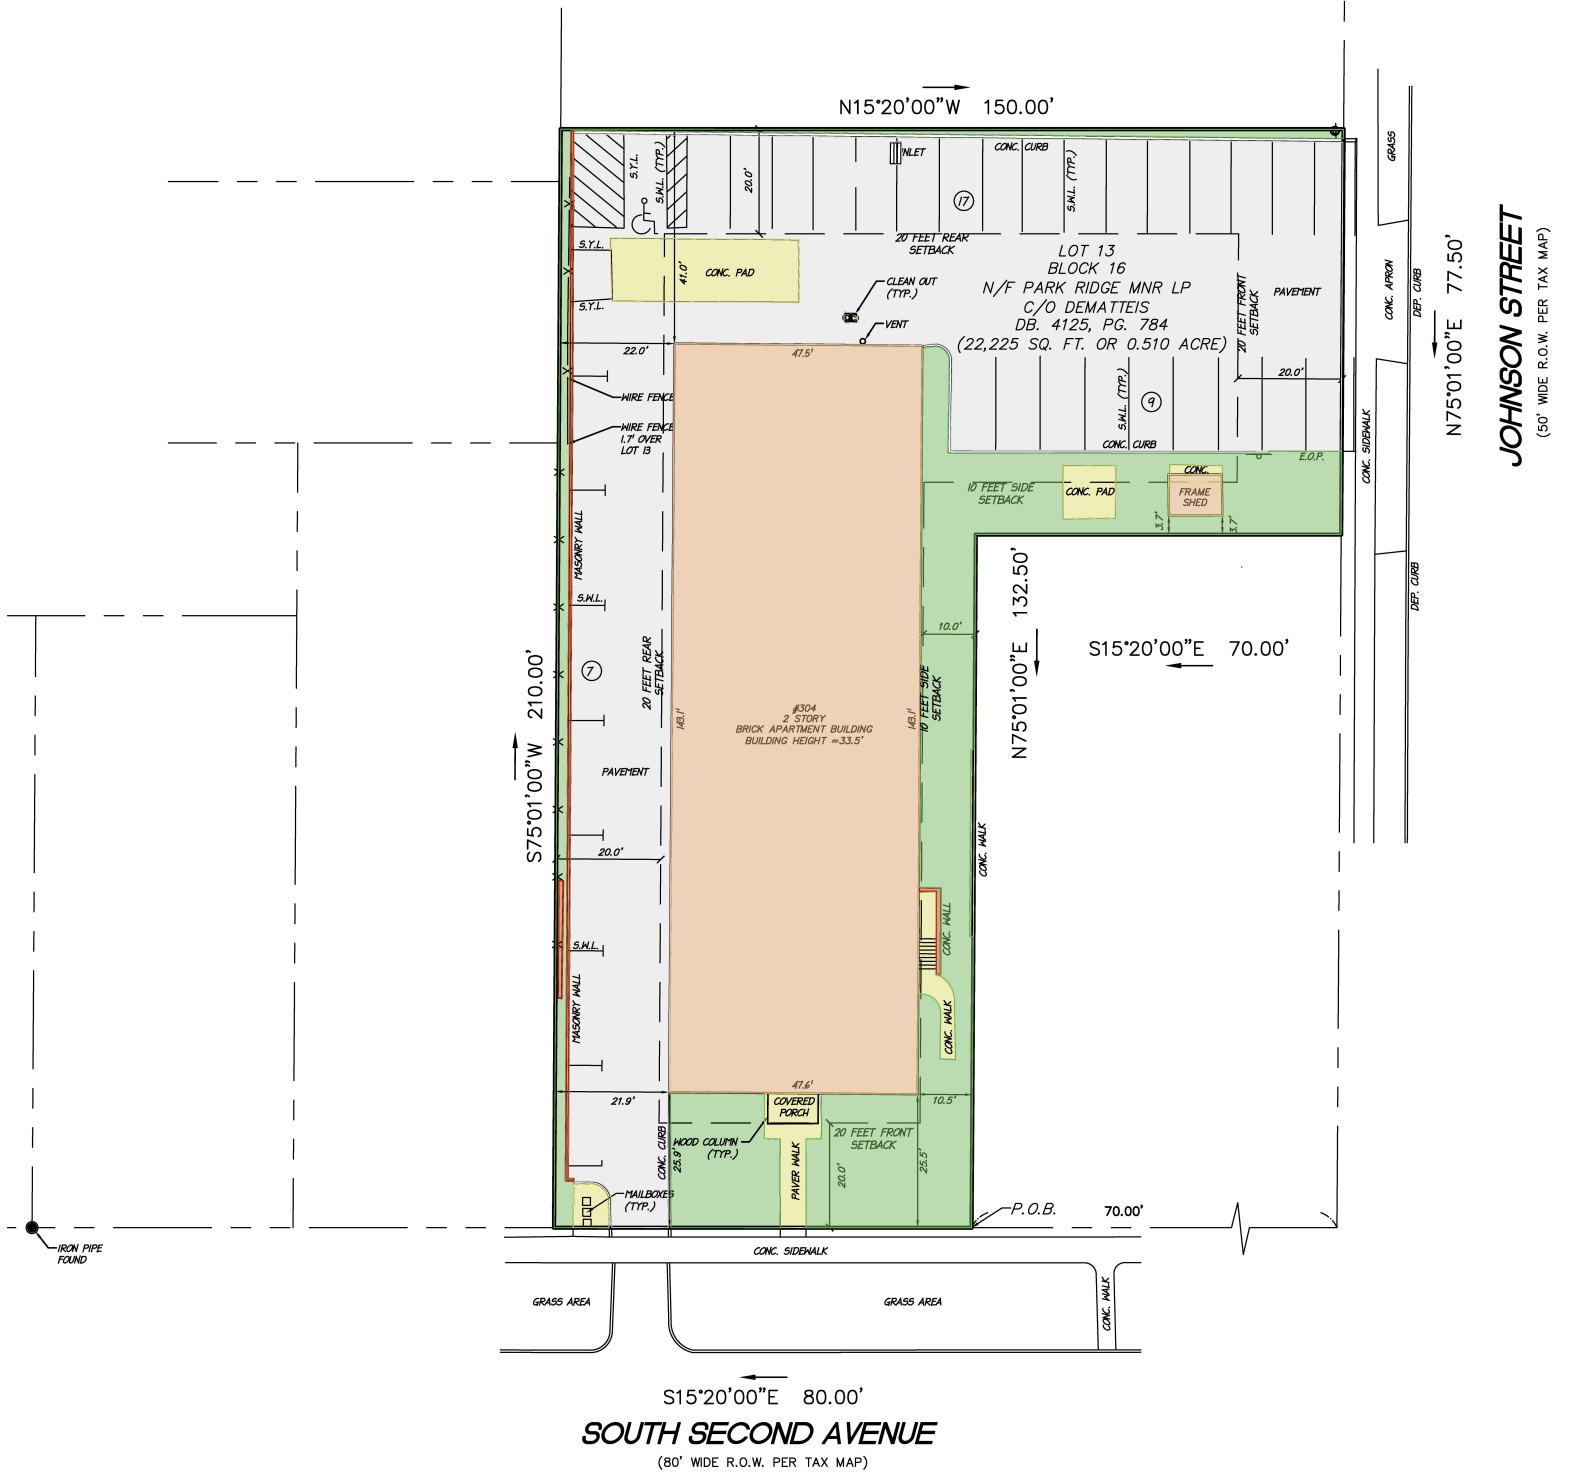 N15°20'00"W 150.00'
GRASS
CONC. CURB
INLET
S.Y.L.
S.W.L. (TYP.)
20.0'
S.W.L. (TYP.)
17
20 FEET REAR
SETBACK
S.Y.L.
CONC. PAD
41.0'
S.Y.L.
LOT 13
BLOCK 16
N/F PARK RIDGE MNR LP
C/O DEMATTEIS
DB. 4125, PG. 784
(22,225 SQ. FT. OR 0.510 ACRE)
CLEAN OUT
(TYP.)
VENT
20 FEET FRONT
SETBACK
PAVEMENT
CONC. APRON
DEP. CURB
N75°01'00"E 77.50'
JOHNSON STREET
(50' WIDE R.O.W. PER TAX MAP)
22.0'
47.5'
20.0'
WIRE FENCE
S.W.L. (TYP.)
9
WIRE FENCE
1.7' OVER
LOT 13
CONC. CURB
E.O.P.
CONC. SIDEWALK
CONC.
FRAME
SHED
CONC. PAD
10 FEET SIDE
SETBACK
3.7'
3.7'
MASONRY WALL
DEP. CURB
S.W.L.
10.0'
N75°01'00"E 132.50'
S15°20'00"E 70.00'
7
20 FEET REAR
SETBACK
S75°01'00"W 210.00'
143.1'
#304
2 STORY
BRICK APARTMENT BUILDING
BUILDING HEIGHT =33.5'
143.1'
10 FEET SIDE
SETBACK
PAVEMENT
20.0'
CONC. WALK
S.W.L.
CONC. WALL
MASONRY WALL
CONC. WALK
47.6'
21.9'
COVERED
PORCH
10.5'
WOOD COLUMN
(TYP.)
20 FEET FRONT
SETBACK
CONC. CURB
25.9'
PAVER WALK
20.0'
25.5'
MAILBOXES
(TYP.)
P.O.B.
70.00'
IRON PIPE
FOUND
CONC. SIDEWALK
GRASS AREA
GRASS AREA
CONC. WALK
S15°20'00"E 80.00'
SOUTH SECOND AVENUE
(80' WIDE R.O.W. PER TAX MAP)